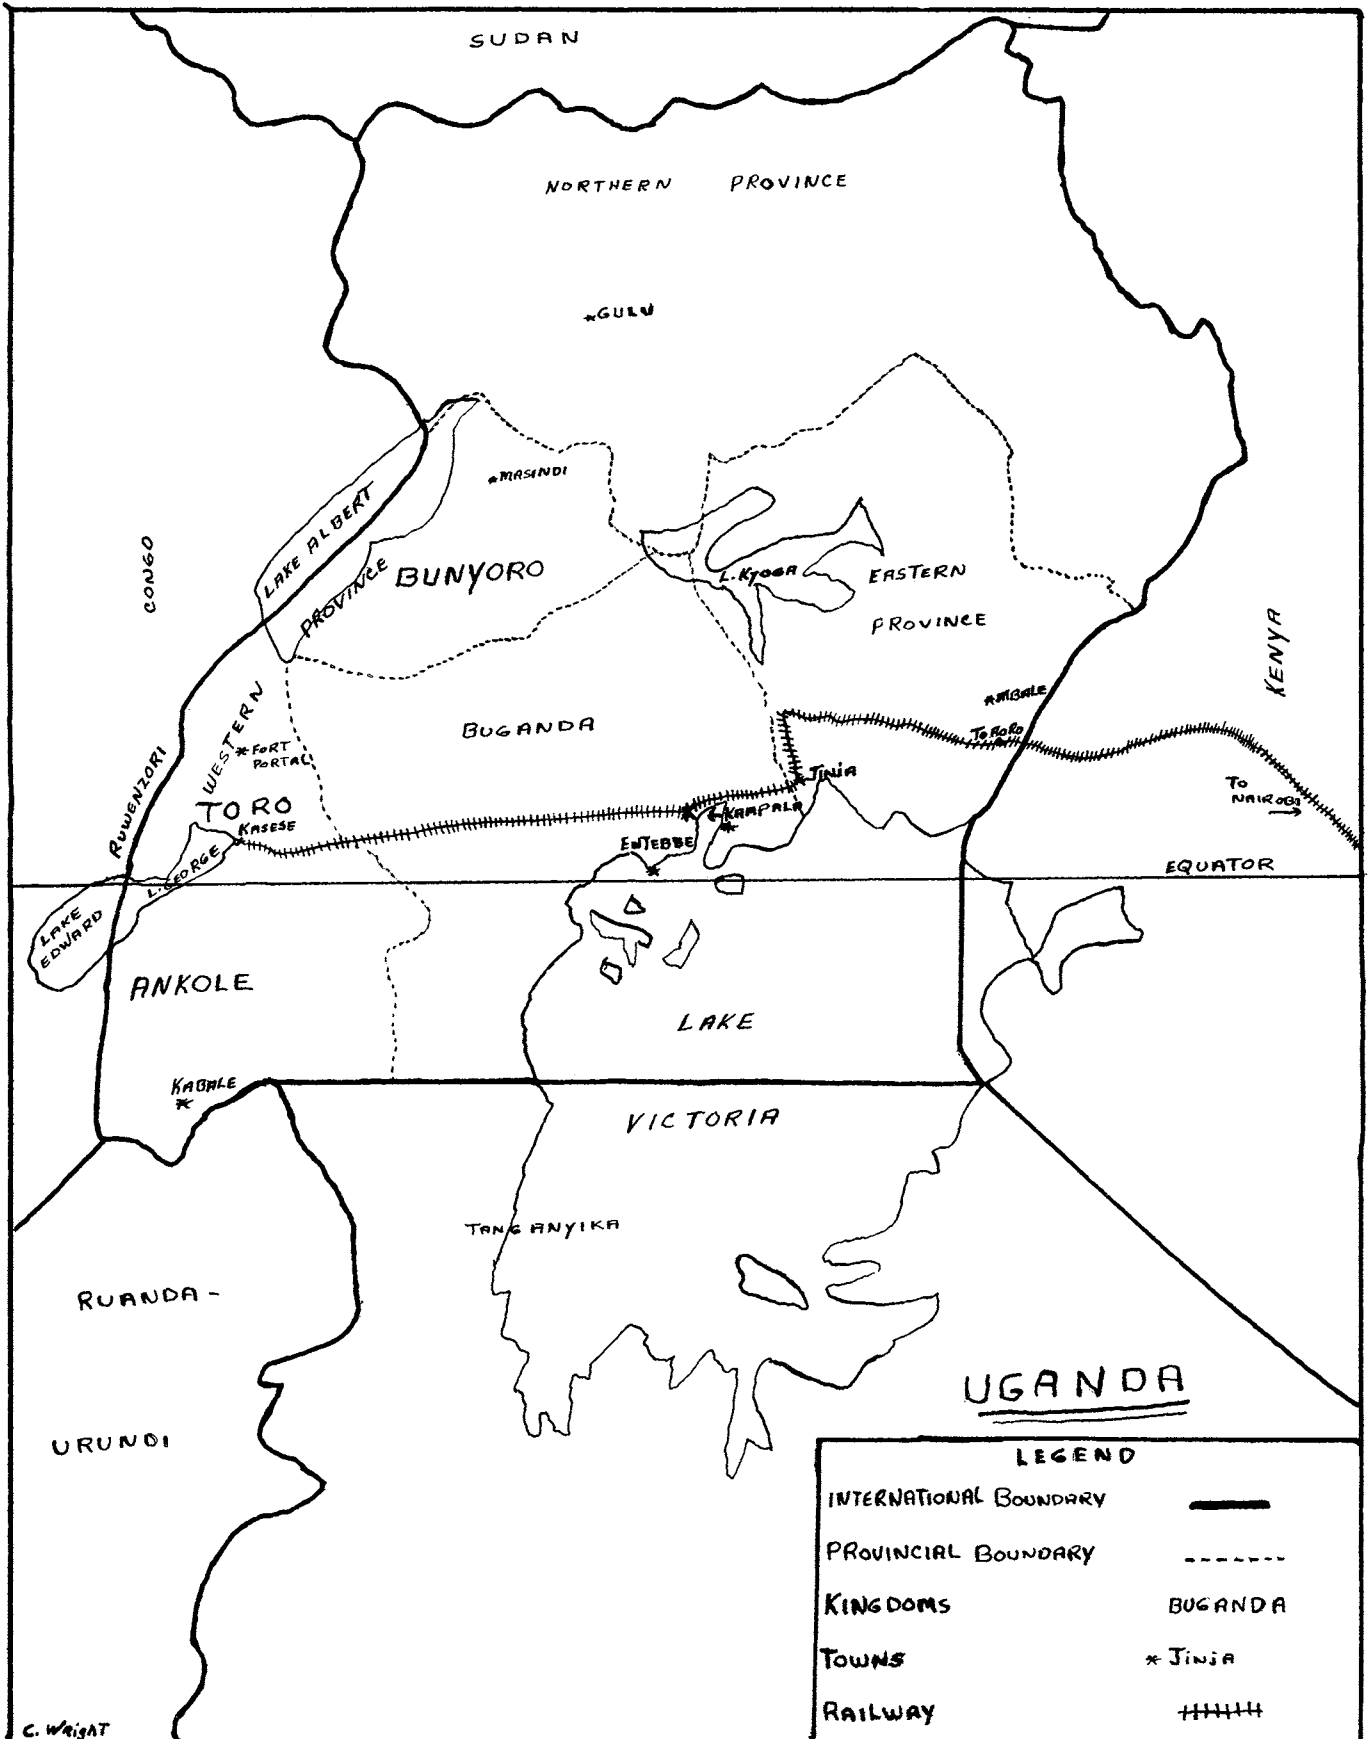 SUDAN
NORTHERN PROVINCE
*GULU
*MASINDI
LAKE ALBERT
CONGO
BUNYORO
PROVINCE
L. KYOGA
EASTERN
PROVINCE
KENYA
*MBALE
WESTERN
BUGANDA
TORORO
*FORT
PORTAL
RUWENZORI
JINJA
TO
NAIROBI
TORO
KAMPALA
KASESE
ENTEBBE
L. GEORGE
EQUATOR
LAKE
EDWARD
ANKOLE
LAKE
KABALE
VICTORIA
TANGANYIKA
RUANDA -
URUNDI
UGANDA
LEGEND
INTERNATIONAL BOUNDARY
PROVINCIAL BOUNDARY
KINGDOMS BUGANDA
TOWNS * JINJA
RAILWAY
C. WRIGHT